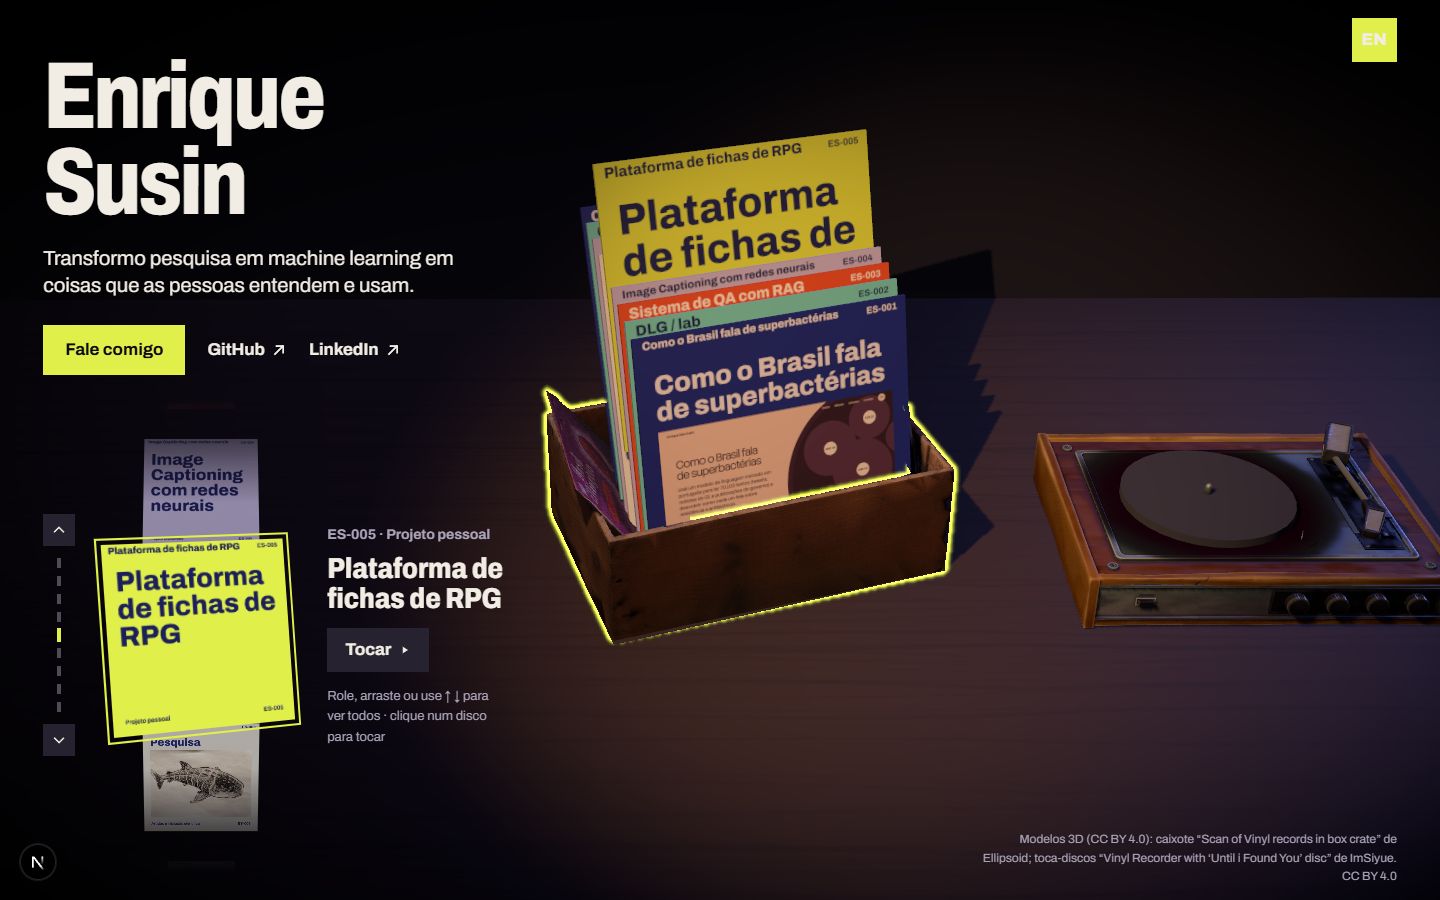 EN
Enrique
Susin
Transformo pesquisa em machine learning em
coisas que as pessoas entendem e usam.
Fale comigo
GitHub
LinkedIn
Image
Captioning
com redes
neurais
Plataforma de fichas de RPG ES-005
Plataforma
de fichas de
RPG
Projeto pessoal ES-005
Pesquisa
ES-005 · Projeto pessoal
Plataforma de
fichas de RPG
Tocar
Role, arraste ou use ↑ ↓ para
ver todos · clique num disco
para tocar
Plataforma de fichas de RPG ES-005
Plataforma
de fichas de
Image Captioning com redes neurais ES-004
Sistema de QA com RAG ES-003
DLG / lab ES-002
Como o Brasil fala de superbactérias ES-001
Como o Brasil fala
de superbactérias
Como o Brasil fala
de superbactérias
Modelos 3D (CC BY 4.0): caixote “Scan of Vinyl records in box crate” de
Ellipsoid; toca-discos “Vinyl Recorder with ‘Until i Found You’ disc” de ImSiyue.
CC BY 4.0
N